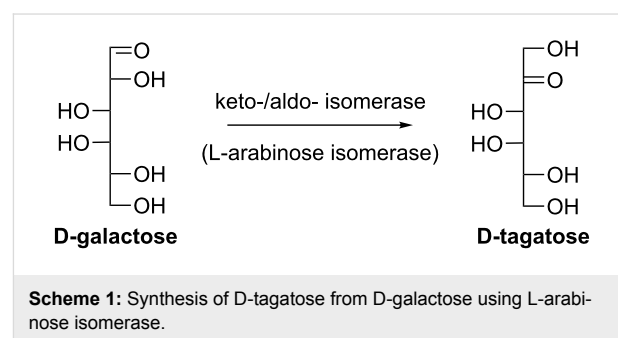 O
OH
HO
HO
OH
OH
D-galactose
keto-/aldo- isomerase
(L-arabinose isomerase)
OH
O
HO
HO
OH
OH
D-tagatose
Scheme 1: Synthesis of D-tagatose from D-galactose using L-arabi-
nose isomerase.